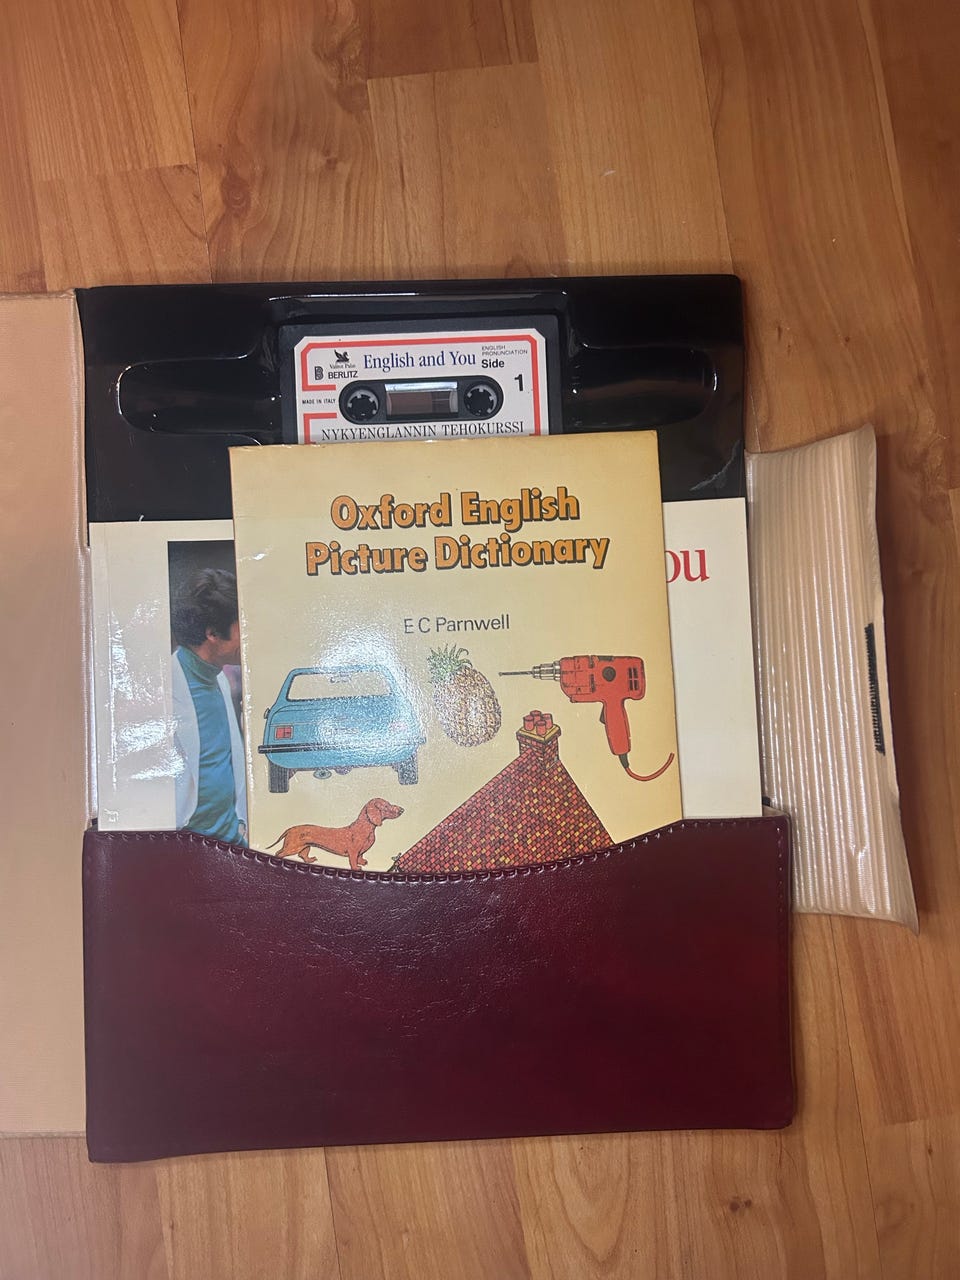 Valitut Palat
BERLITZ
English and You
ENGLISH
PRONUNCIATION
Side
1
MADE IN ITALY
NYKYENGLANNIN TEHOKURSSI
Oxford English
Picture Dictionary
E C Parnwell
ou